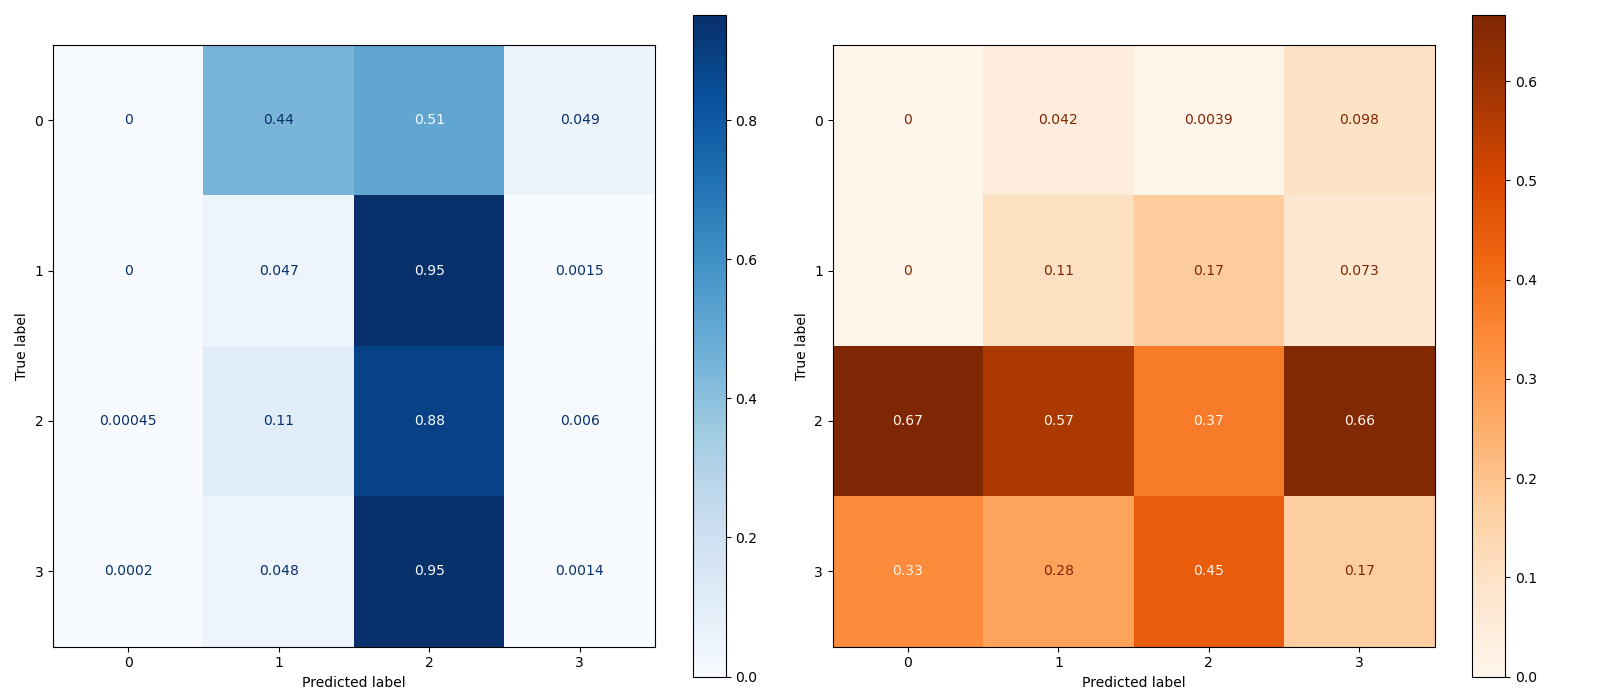 0 0.44 0.51 0.049
0 0.047 0.95 0.0015
0.00045 0.11 0.88 0.006
0.0002 0.048 0.95 0.0014
0
1
2
3
True label
0 1 2 3
Predicted label
0.8
0.6
0.4
0.2
0.0
0 0.042 0.0039 0.098
0 0.11 0.17 0.073
0.67 0.57 0.37 0.66
0.33 0.28 0.45 0.17
0
1
2
3
True label
0 1 2 3
Predicted label
0.6
0.5
0.4
0.3
0.2
0.1
0.0